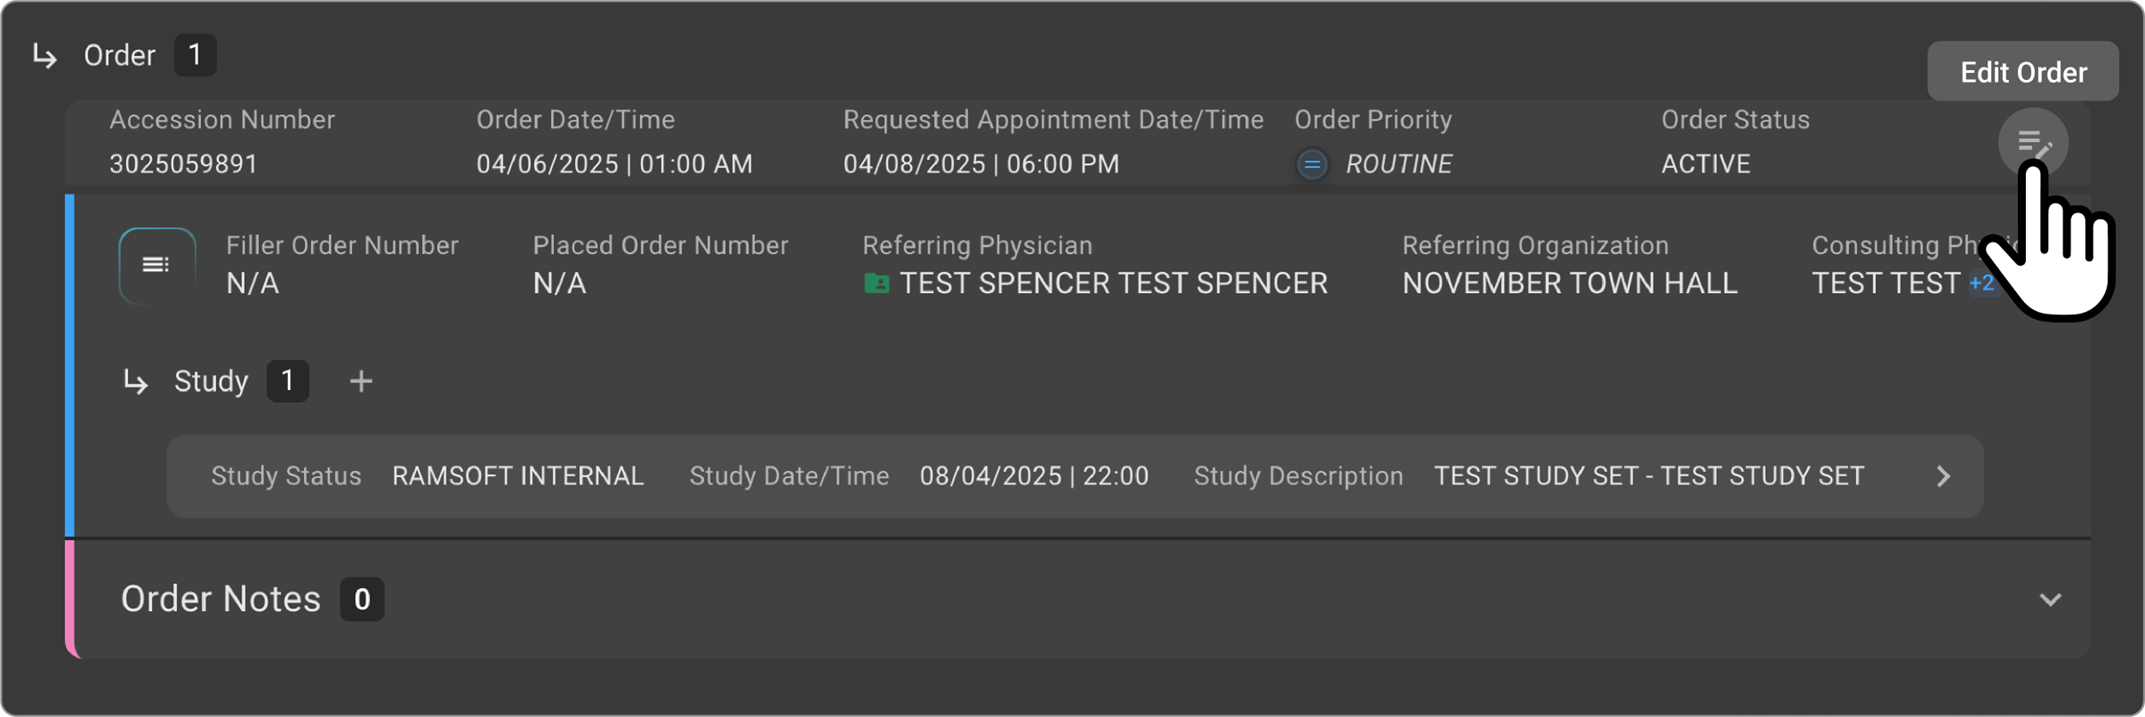 Order 1
Edit Order
Accession Number Order Date/Time Requested Appointment Date/Time Order Priority Order Status
3025059891 04/06/2025 | 01:00 AM 04/08/2025 | 06:00 PM ROUTINE ACTIVE
Filler Order Number Placed Order Number Referring Physician Referring Organization Consulting
N/A N/A TEST SPENCER TEST SPENCER NOVEMBER TOWN HALL TEST TEST +2
Study 1 +
Study Status RAMSOFT INTERNAL Study Date/Time 08/04/2025 | 22:00 Study Description TEST STUDY SET - TEST STUDY SET
Order Notes 0